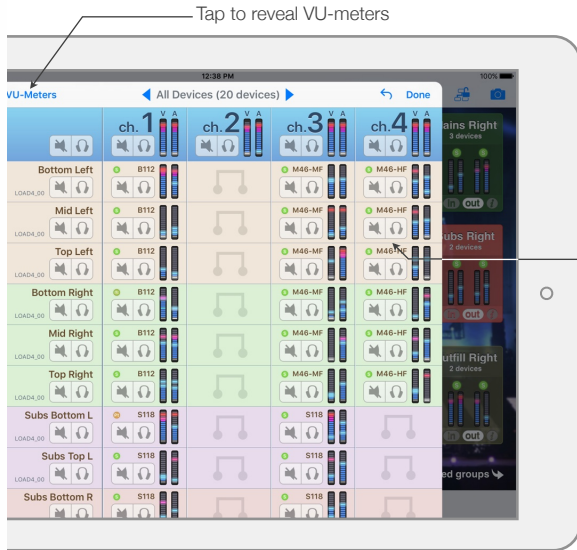 Tap to reveal VU-meters
12:38 PM
100%
VU-Meters
All Devices (20 devices)
Done
V A
V A
V A
V A
ch. 1
ch. 2
ch. 3
ch. 4
ains Right
3 devices
in out i
Bottom Left
B112
M46-MF
M46-HF
LOAD4_00
Mid Left
B112
M46-MF
M46-HF
LOAD4_00
ubs Right
2 devices
out i
Top Left
B112
M46-MF
M46-HF
LOAD4_00
Bottom Right
B112
M46-MF
M46-HF
LOAD4_00
Mid Right
B112
M46-MF
M46-HF
LOAD4_00
utfill Right
2 devices
in out i
Top Right
B112
M46-MF
M46-HF
LOAD4_00
Subs Bottom L
S118
S118
LOAD4_00
Subs Top L
S118
S118
LOAD4_00
ed groups
Subs Bottom R
S118
S118